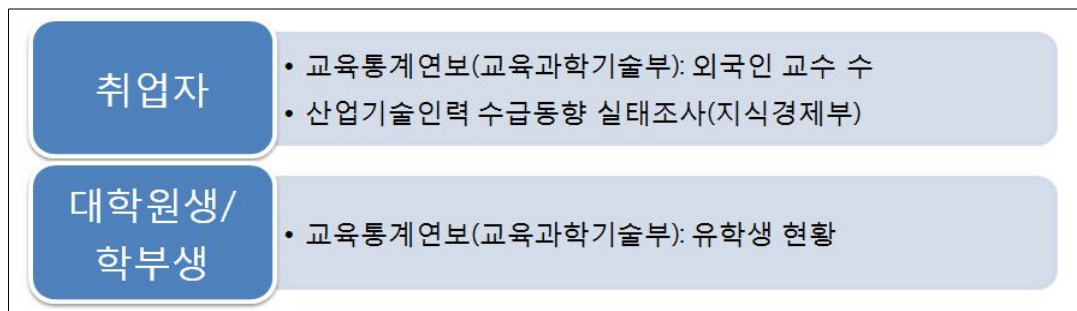 취업자
• 교육통계연보(교육과학기술부): 외국인 교수 수
• 산업기술인력 수급동향 실태조사(지식경제부)
대학원생/
학부생
• 교육통계연보(교육과학기술부): 유학생 현황